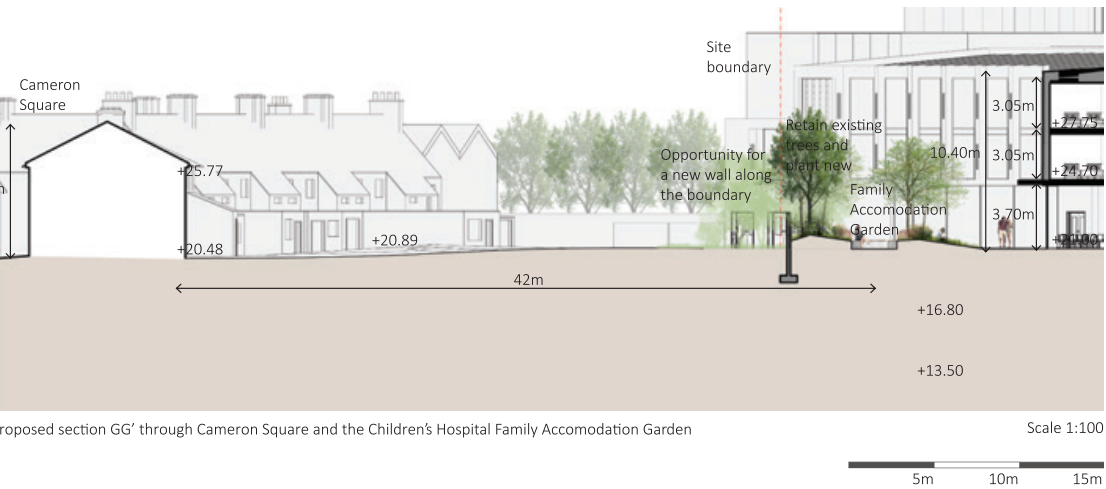 Cameron
Square
Site
boundary
Retain existing
trees and
plant new
Opportunity for
a new wall along
the boundary
Family
Accomodation
Garden
3.05m
+27.75
10.40m
3.05m
+24.70
3.70m
+25.77
+20.48
+20.89
42m
+16.80
+13.50
roposed section GG’ through Cameron Square and the Children’s Hospital Family Accomodation Garden
Scale 1:100
5m
10m
15m